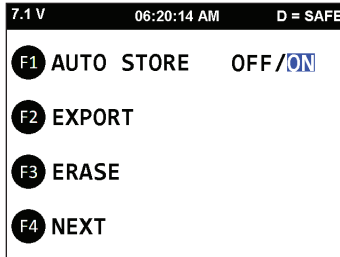 7.1 V 06:20:14 AM D = SAFE
F1 AUTO STORE OFF/ON
F2 EXPORT
F3 ERASE
F4 NEXT